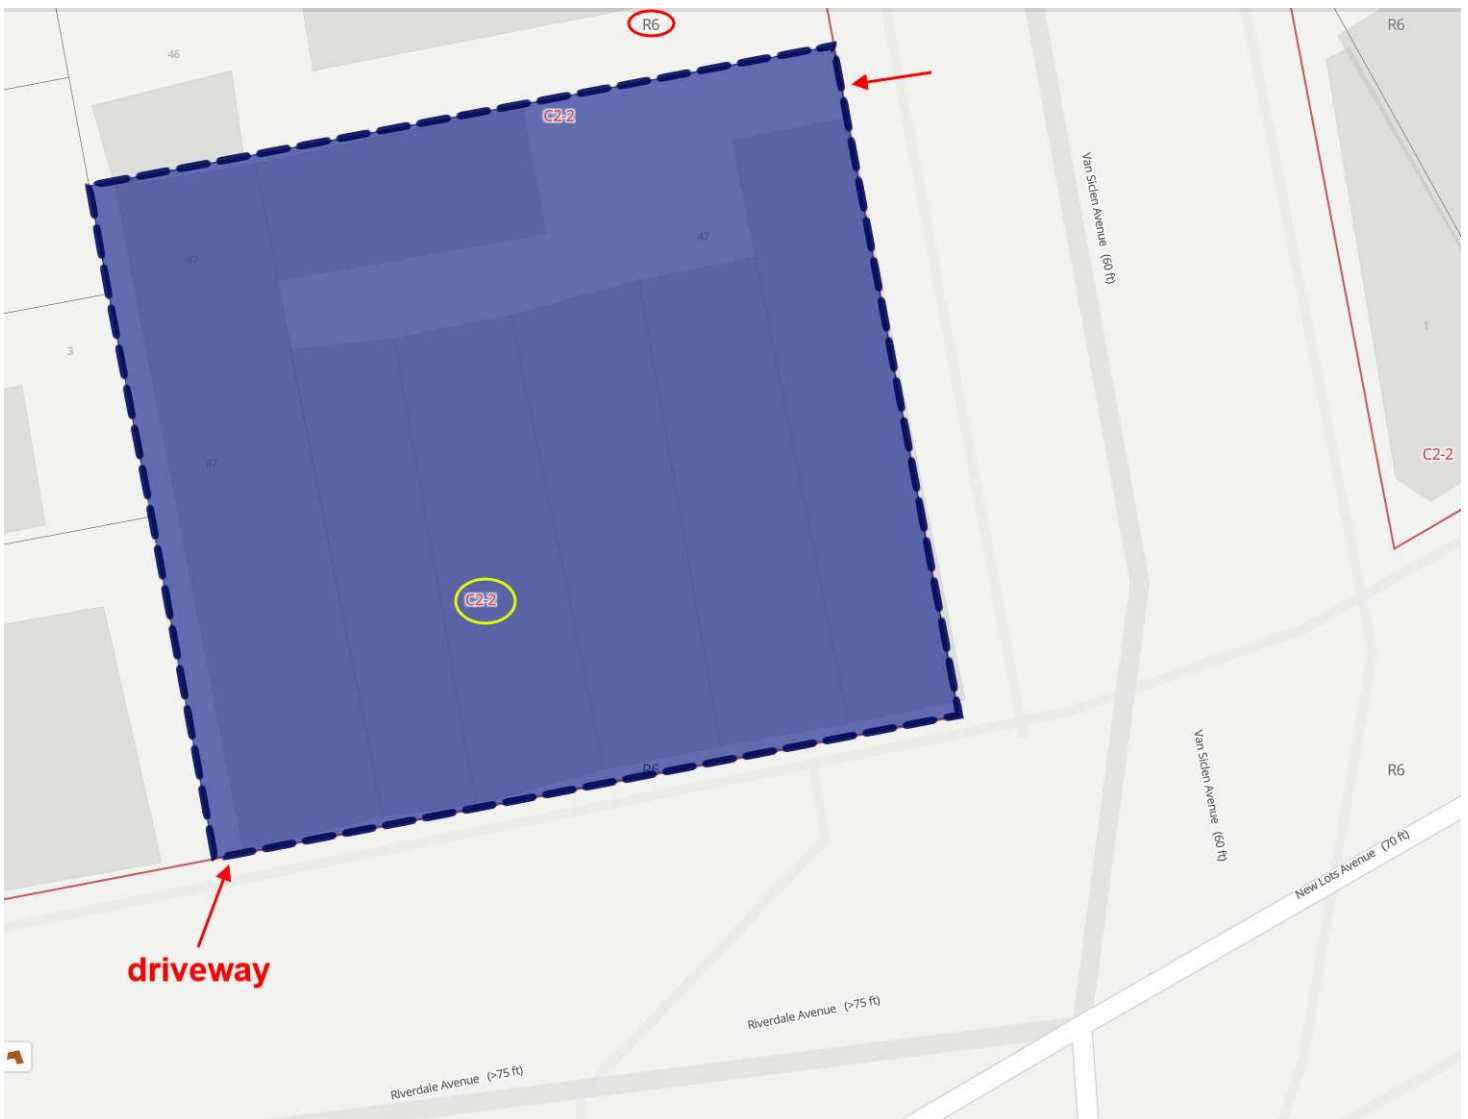 R6
R6
46
C2-2
Van Siclen Avenue (60 ft)
47
47
3
1
C2-2
47
C2-2
R6
R6
Van Siclen Avenue (60 ft)
New Lots Avenue (70 ft)
driveway
Riverdale Avenue (>75 ft)
Riverdale Avenue (>75 ft)